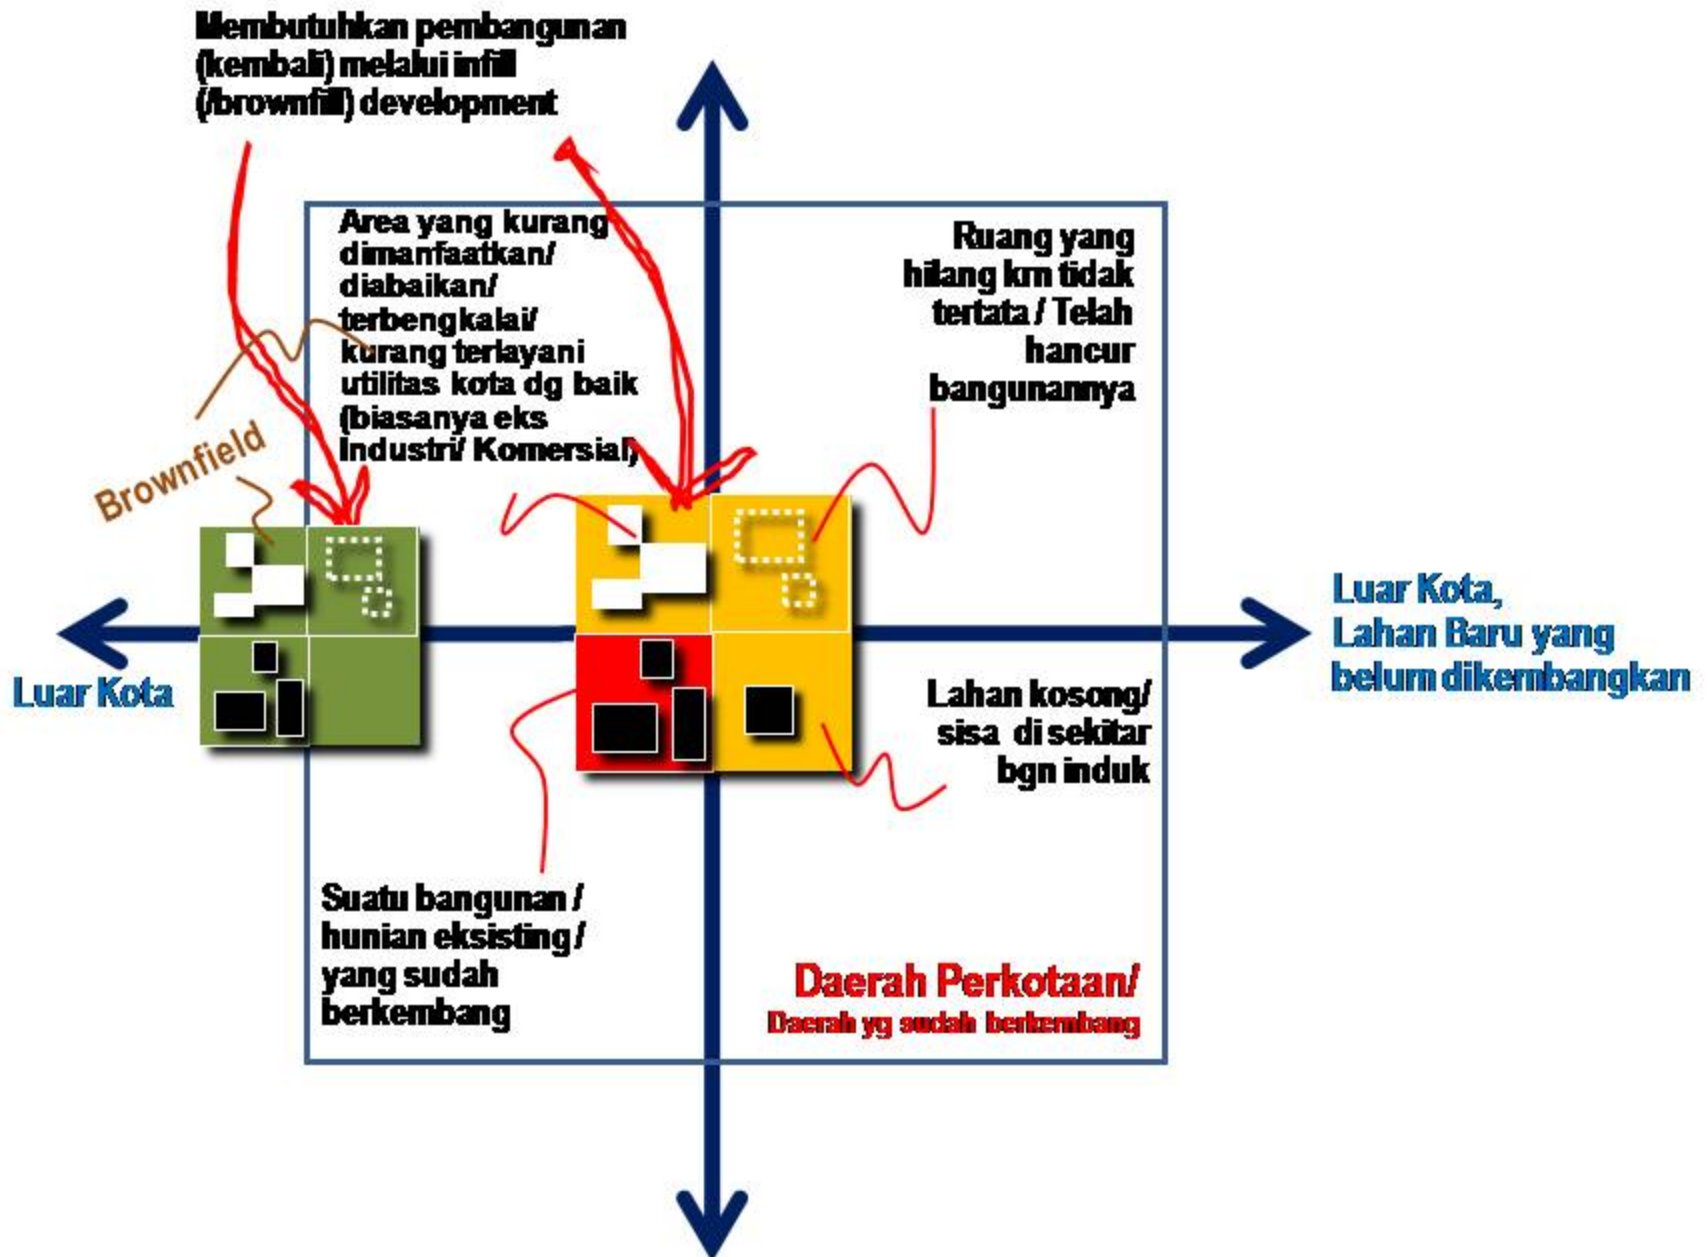 Membutuhkan pembangunan
(kembali) melalui infill
(/brownfill) development
Area yang kurang
dimanfaatkan/
diabaikan/
terbengkalai/
kurang terlayani
utilitas kota dg baik
(biasanya eks
Industri/ Komersial)
Ruang yang
hilang krn tidak
tertata / Telah
hancur
bangunannya
Brownfield
Luar Kota
Luar Kota,
Lahan Baru yang
belum dikembangkan
Lahan kosong/
sisa di sekitar
bgn induk
Suatu bangunan /
hunian eksisting /
yang sudah
berkembang
Daerah Perkotaan/
Daerah yg sudah berkembang